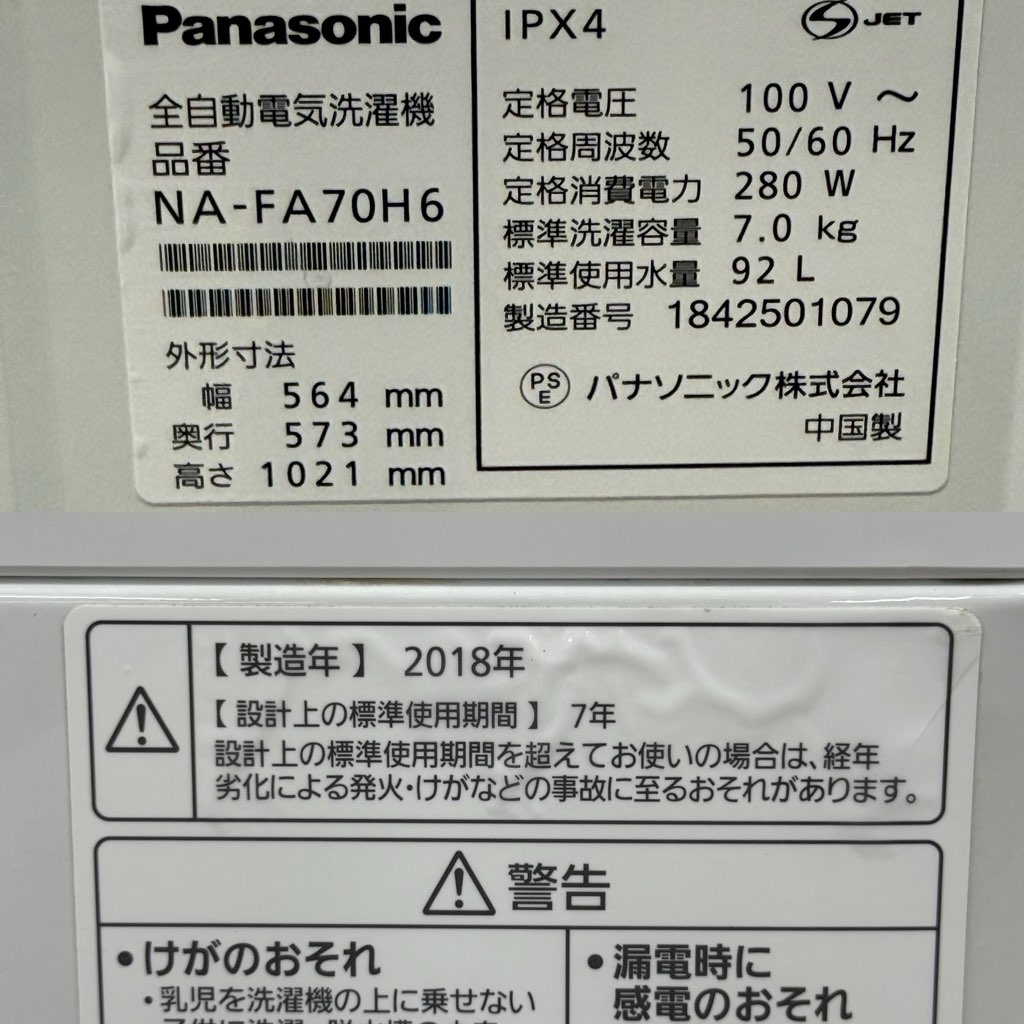 Panasonic
全自動電気洗濯機
品番
NA-FA70H6
外形寸法
幅 564 mm
奥行 573 mm
高さ 1021 mm
IPX4
S JET
定格電圧 100 V ～
定格周波数 50/60 Hz
定格消費電力 280 W
標準洗濯容量 7.0 kg
標準使用水量 92 L
製造番号 1842501079
PSE パナソニック株式会社
中国製
【製造年】 2018年
【設計上の標準使用期間】 7年
設計上の標準使用期間を超えてお使いの場合は、経年
劣化による発火・けがなどの事故に至るおそれがあります。
警告
・けがのおそれ
・乳児を洗濯機の上に乗せない
・漏電時に
感電のおそれ